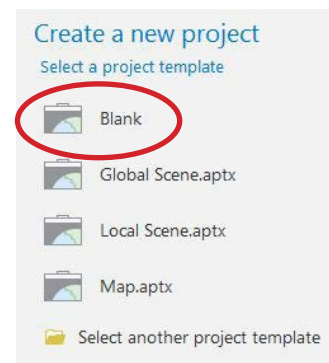 Create a new project
Select a project template
Blank
Global Scene.aptx
Local Scene.aptx
Map.aptx
Select another project template